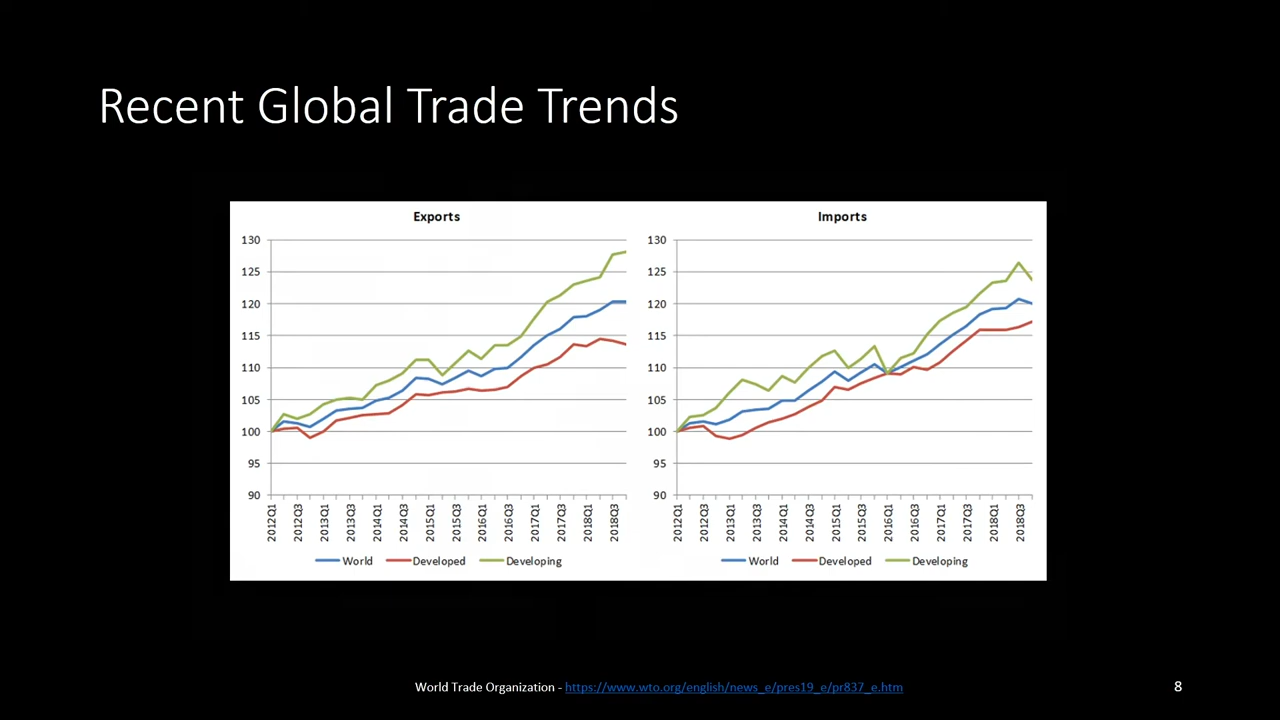 Recent Global Trade Trends
Exports
130
125
120
115
110
105
100
95
90
2012Q1
2012Q3
2013Q1
2013Q3
2014Q1
2014Q3
2015Q1
2015Q3
2016Q1
2016Q3
2017Q1
2017Q3
2018Q1
2018Q3
World Developed Developing
Imports
130
125
120
115
110
105
100
95
90
2012Q1
2012Q3
2013Q1
2013Q3
2014Q1
2014Q3
2015Q1
2015Q3
2016Q1
2016Q3
2017Q1
2017Q3
2018Q1
2018Q3
World Developed Developing
World Trade Organization - https://www.wto.org/english/news_e/pres19_e/pr837_e.htm
8